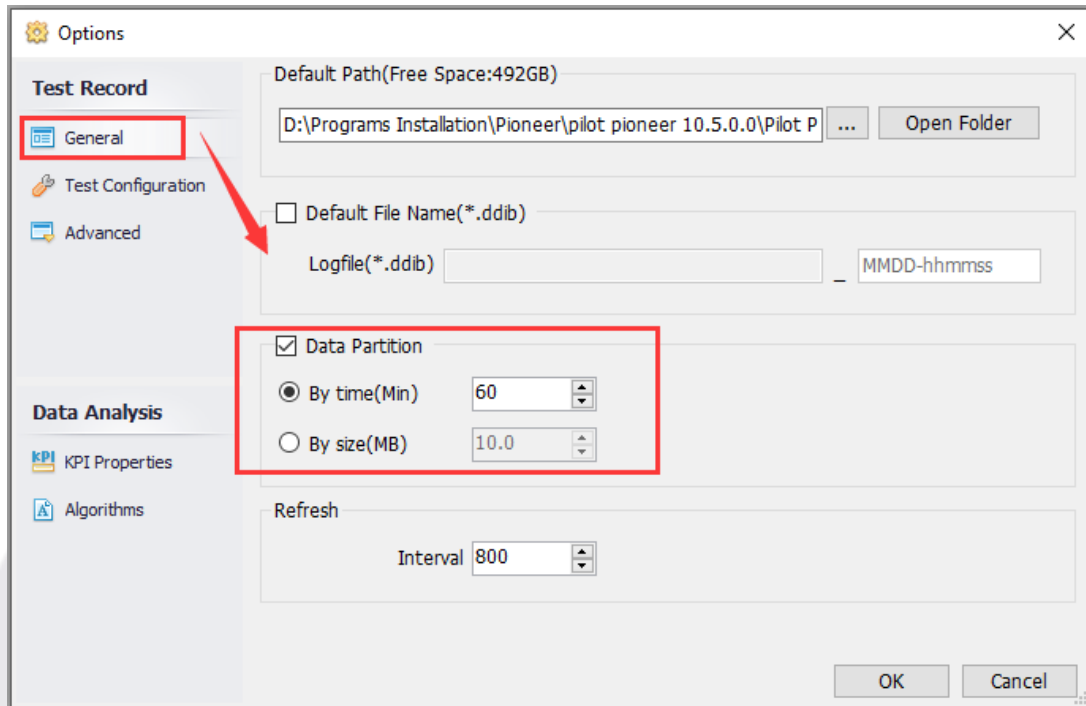 Options
Test Record
General
Test Configuration
Advanced
Data Analysis
KPI
KPI Properties
A
Algorithms
Default Path(Free Space:492GB)
D:\Programs Installation\Pioneer\pilot pioneer 10.5.0.0\Pilot P ... Open Folder
Default File Name(*.ddib)
Logfile(*.ddib) _ MMDD-hhmmss
Data Partition
By time(Min) 60
By size(MB) 10.0
Refresh
Interval 800
OK Cancel